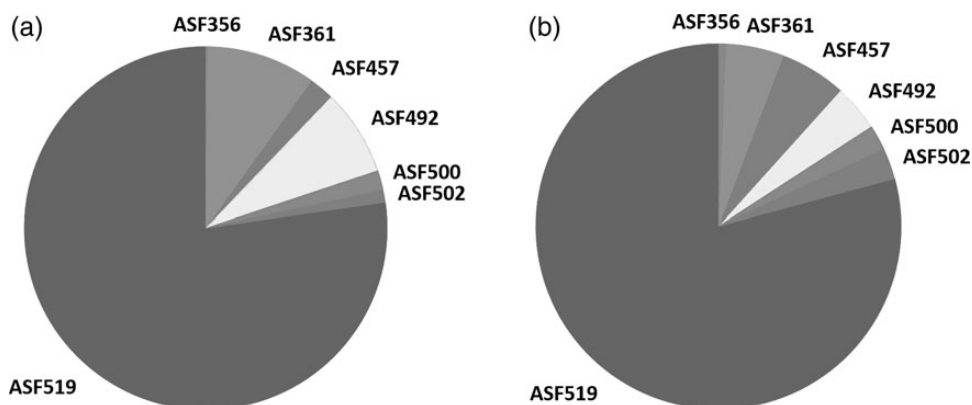 (a)
ASF356
ASF361
ASF457
ASF492
ASF500
ASF502
ASF519
(b)
ASF356
ASF361
ASF457
ASF492
ASF500
ASF502
ASF519